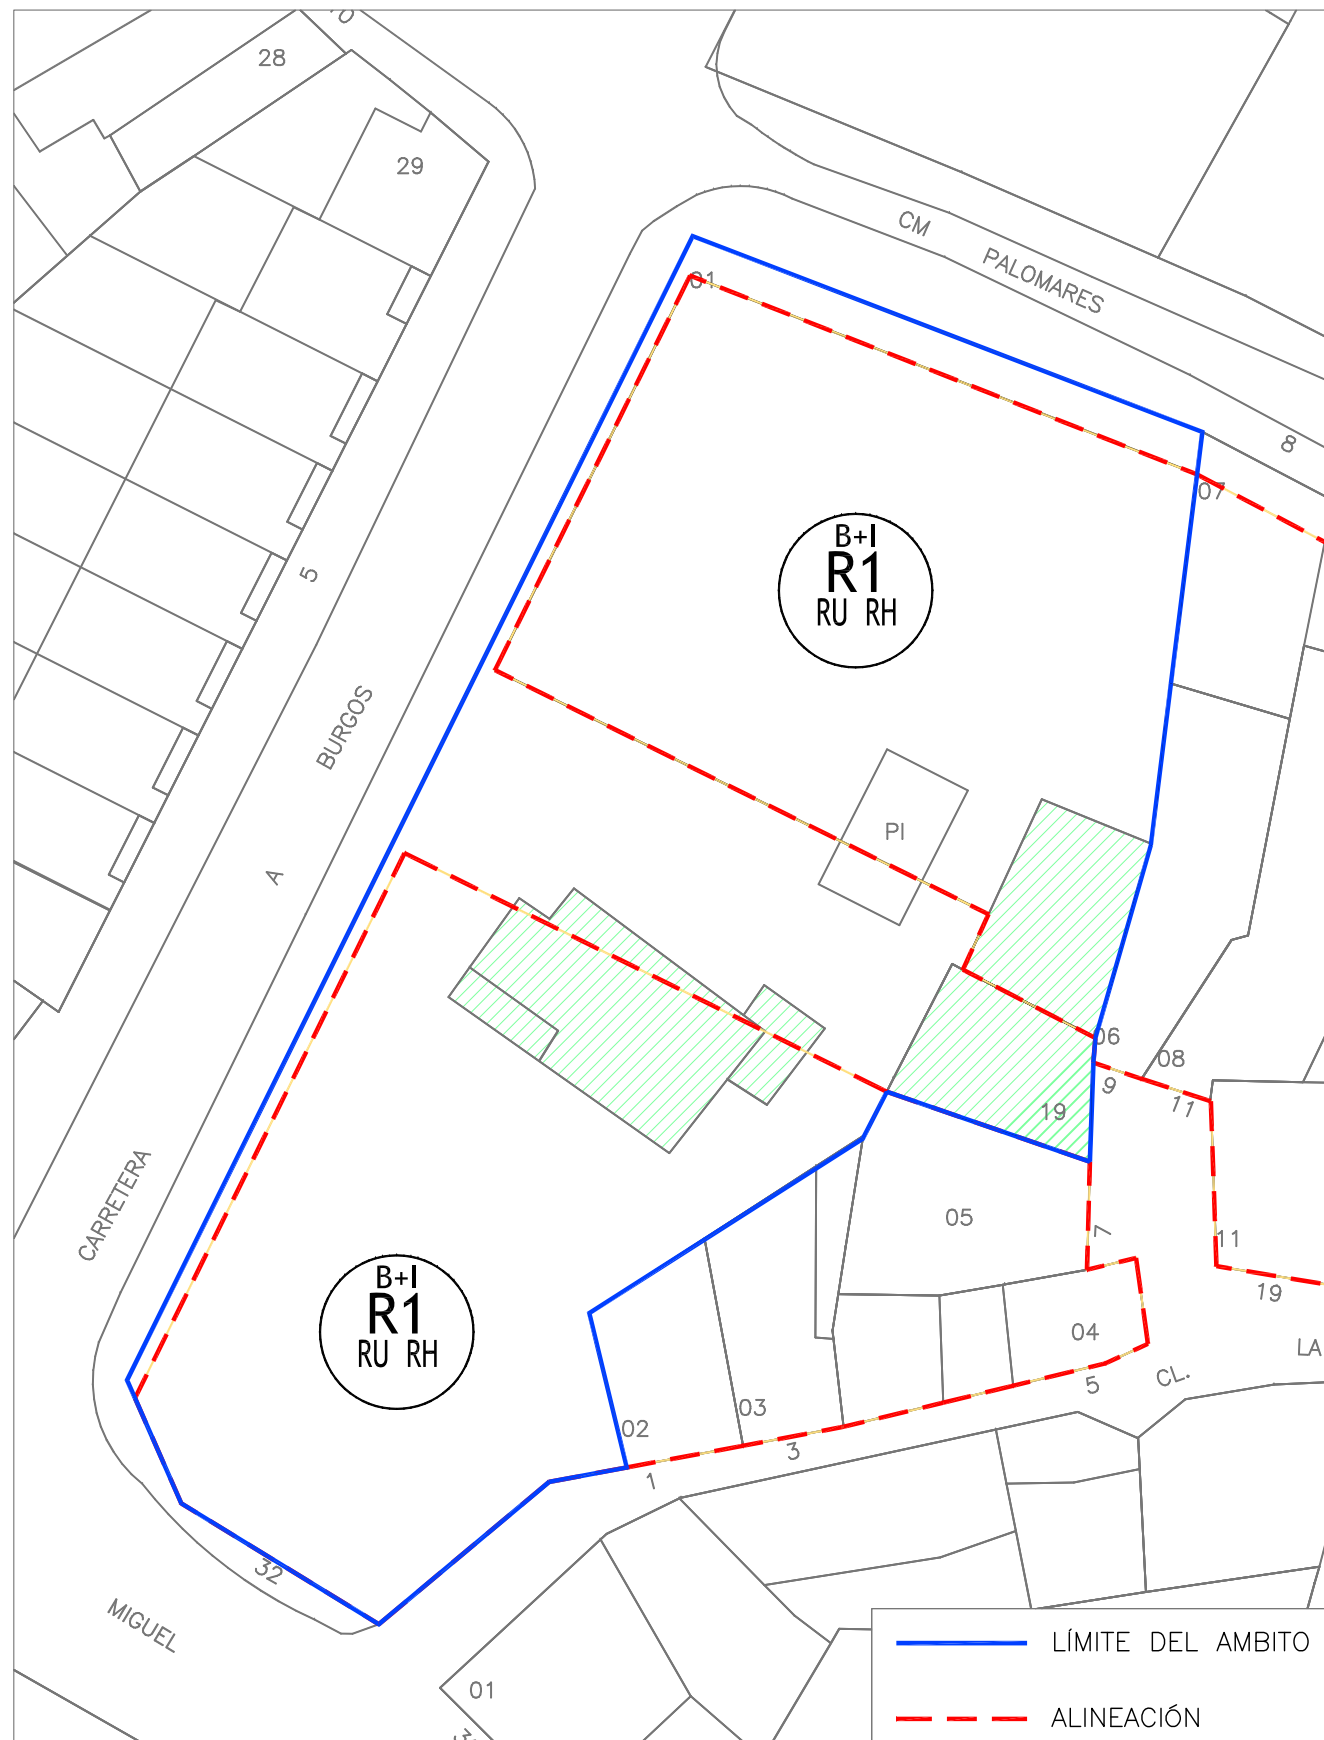 28
29
CM PALOMARES
01
8
07
B+I
R1
RU RH
5
BURGOS
A
CARRETERA
PI
06
08
9
11
19
05
7
11
19
04
LA
CL.
5
B+I
R1
RU RH
03
02
3
1
32
MIGUEL
01
LÍMITE DEL AMBITO
ALINEACIÓN